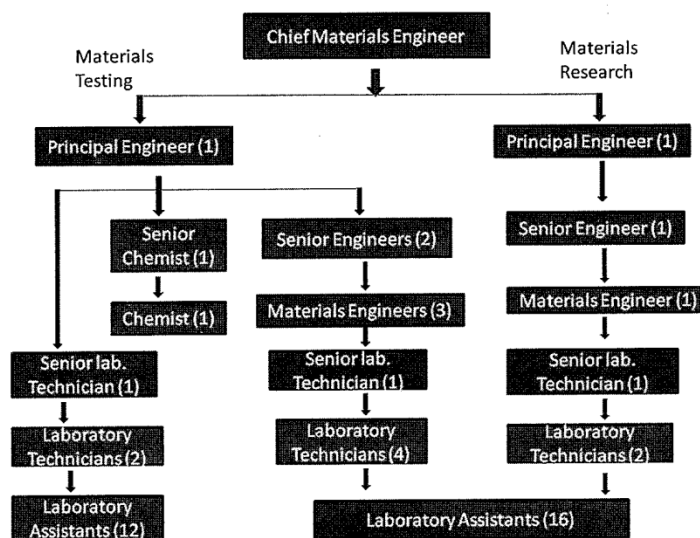 Chief Materials Engineer
Materials
Testing
Materials
Research
Principal Engineer (1)
Principal Engineer (1)
Senior
Chemist (1)
Senior Engineers (2)
Senior Engineer (1)
Chemist (1)
Materials Engineers (3)
Materials Engineer (1)
Senior lab.
Technician (1)
Senior lab.
Technician (1)
Senior lab.
Technician (1)
Laboratory
Technicians (2)
Laboratory
Technicians (4)
Laboratory
Technicians (2)
Laboratory
Assistants (12)
Laboratory Assistants (16)